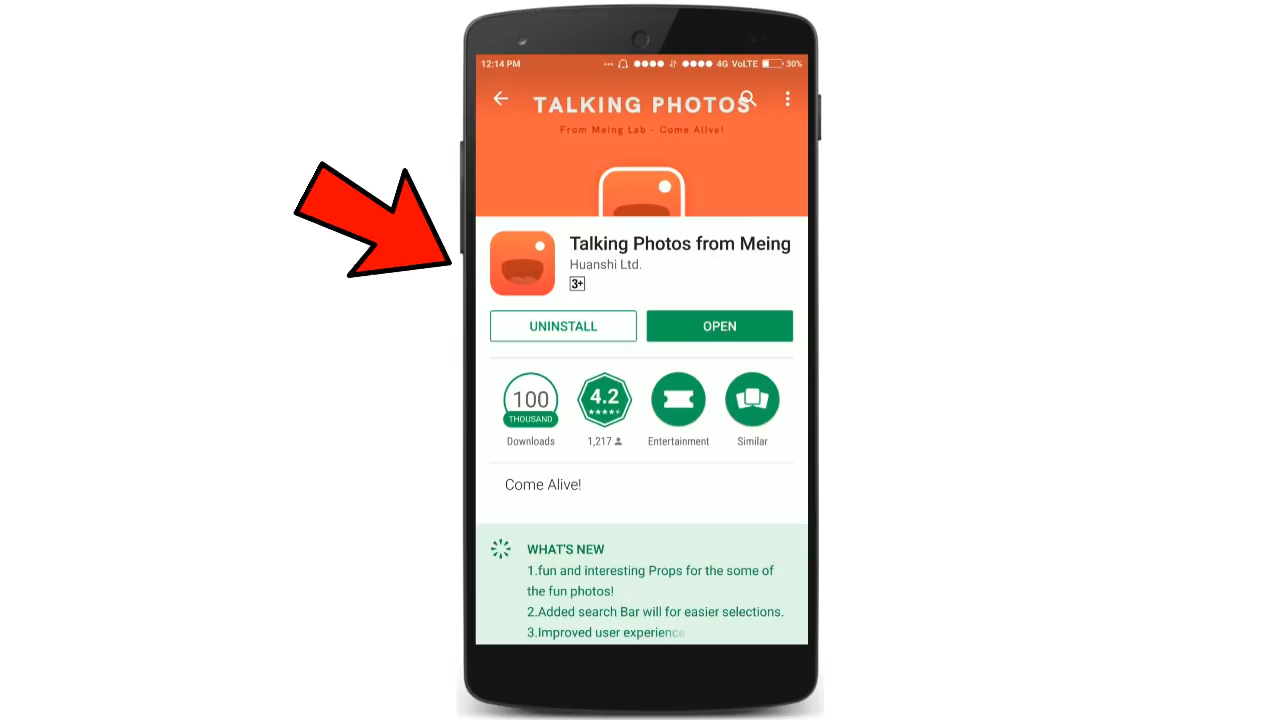 12:14 PM
4G VoLTE 30%
TALKING PHOTOS
From Meing Lab - Come Alive!
Talking Photos from Meing
Huanshi Ltd.
3+
UNINSTALL OPEN
100
THOUSAND
4.2
Downloads 1,217 Entertainment Similar
Come Alive!
WHAT'S NEW
1.fun and interesting Props for the some of
the fun photos!
2.Added search Bar will for easier selections.
3.Improved user experience